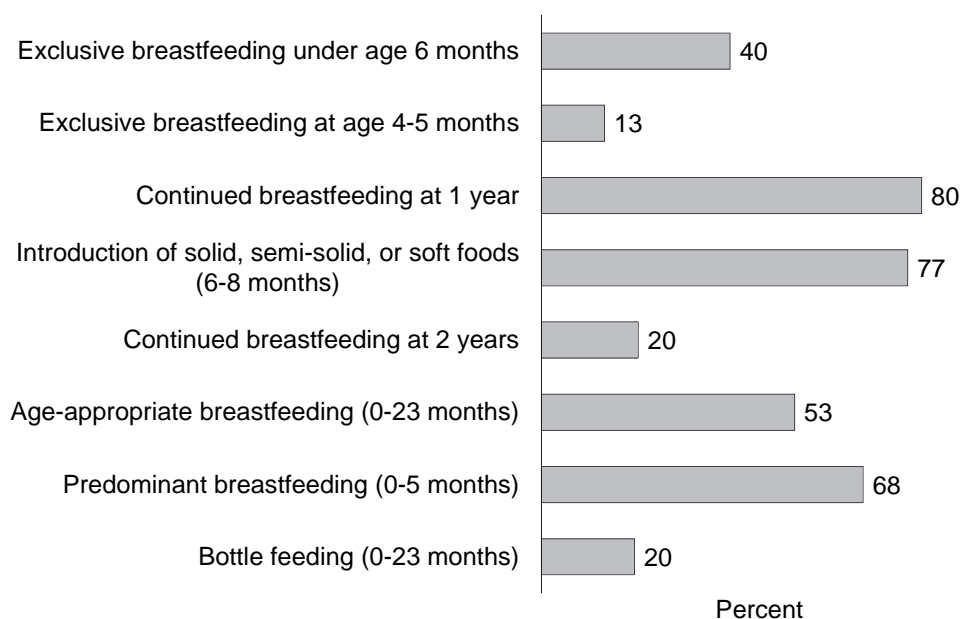 Exclusive breastfeeding under age 6 months 40
Exclusive breastfeeding at age 4-5 months 13
Continued breastfeeding at 1 year 80
Introduction of solid, semi-solid, or soft foods
(6-8 months) 77
Continued breastfeeding at 2 years 20
Age-appropriate breastfeeding (0-23 months) 53
Predominant breastfeeding (0-5 months) 68
Bottle feeding (0-23 months) 20
Percent